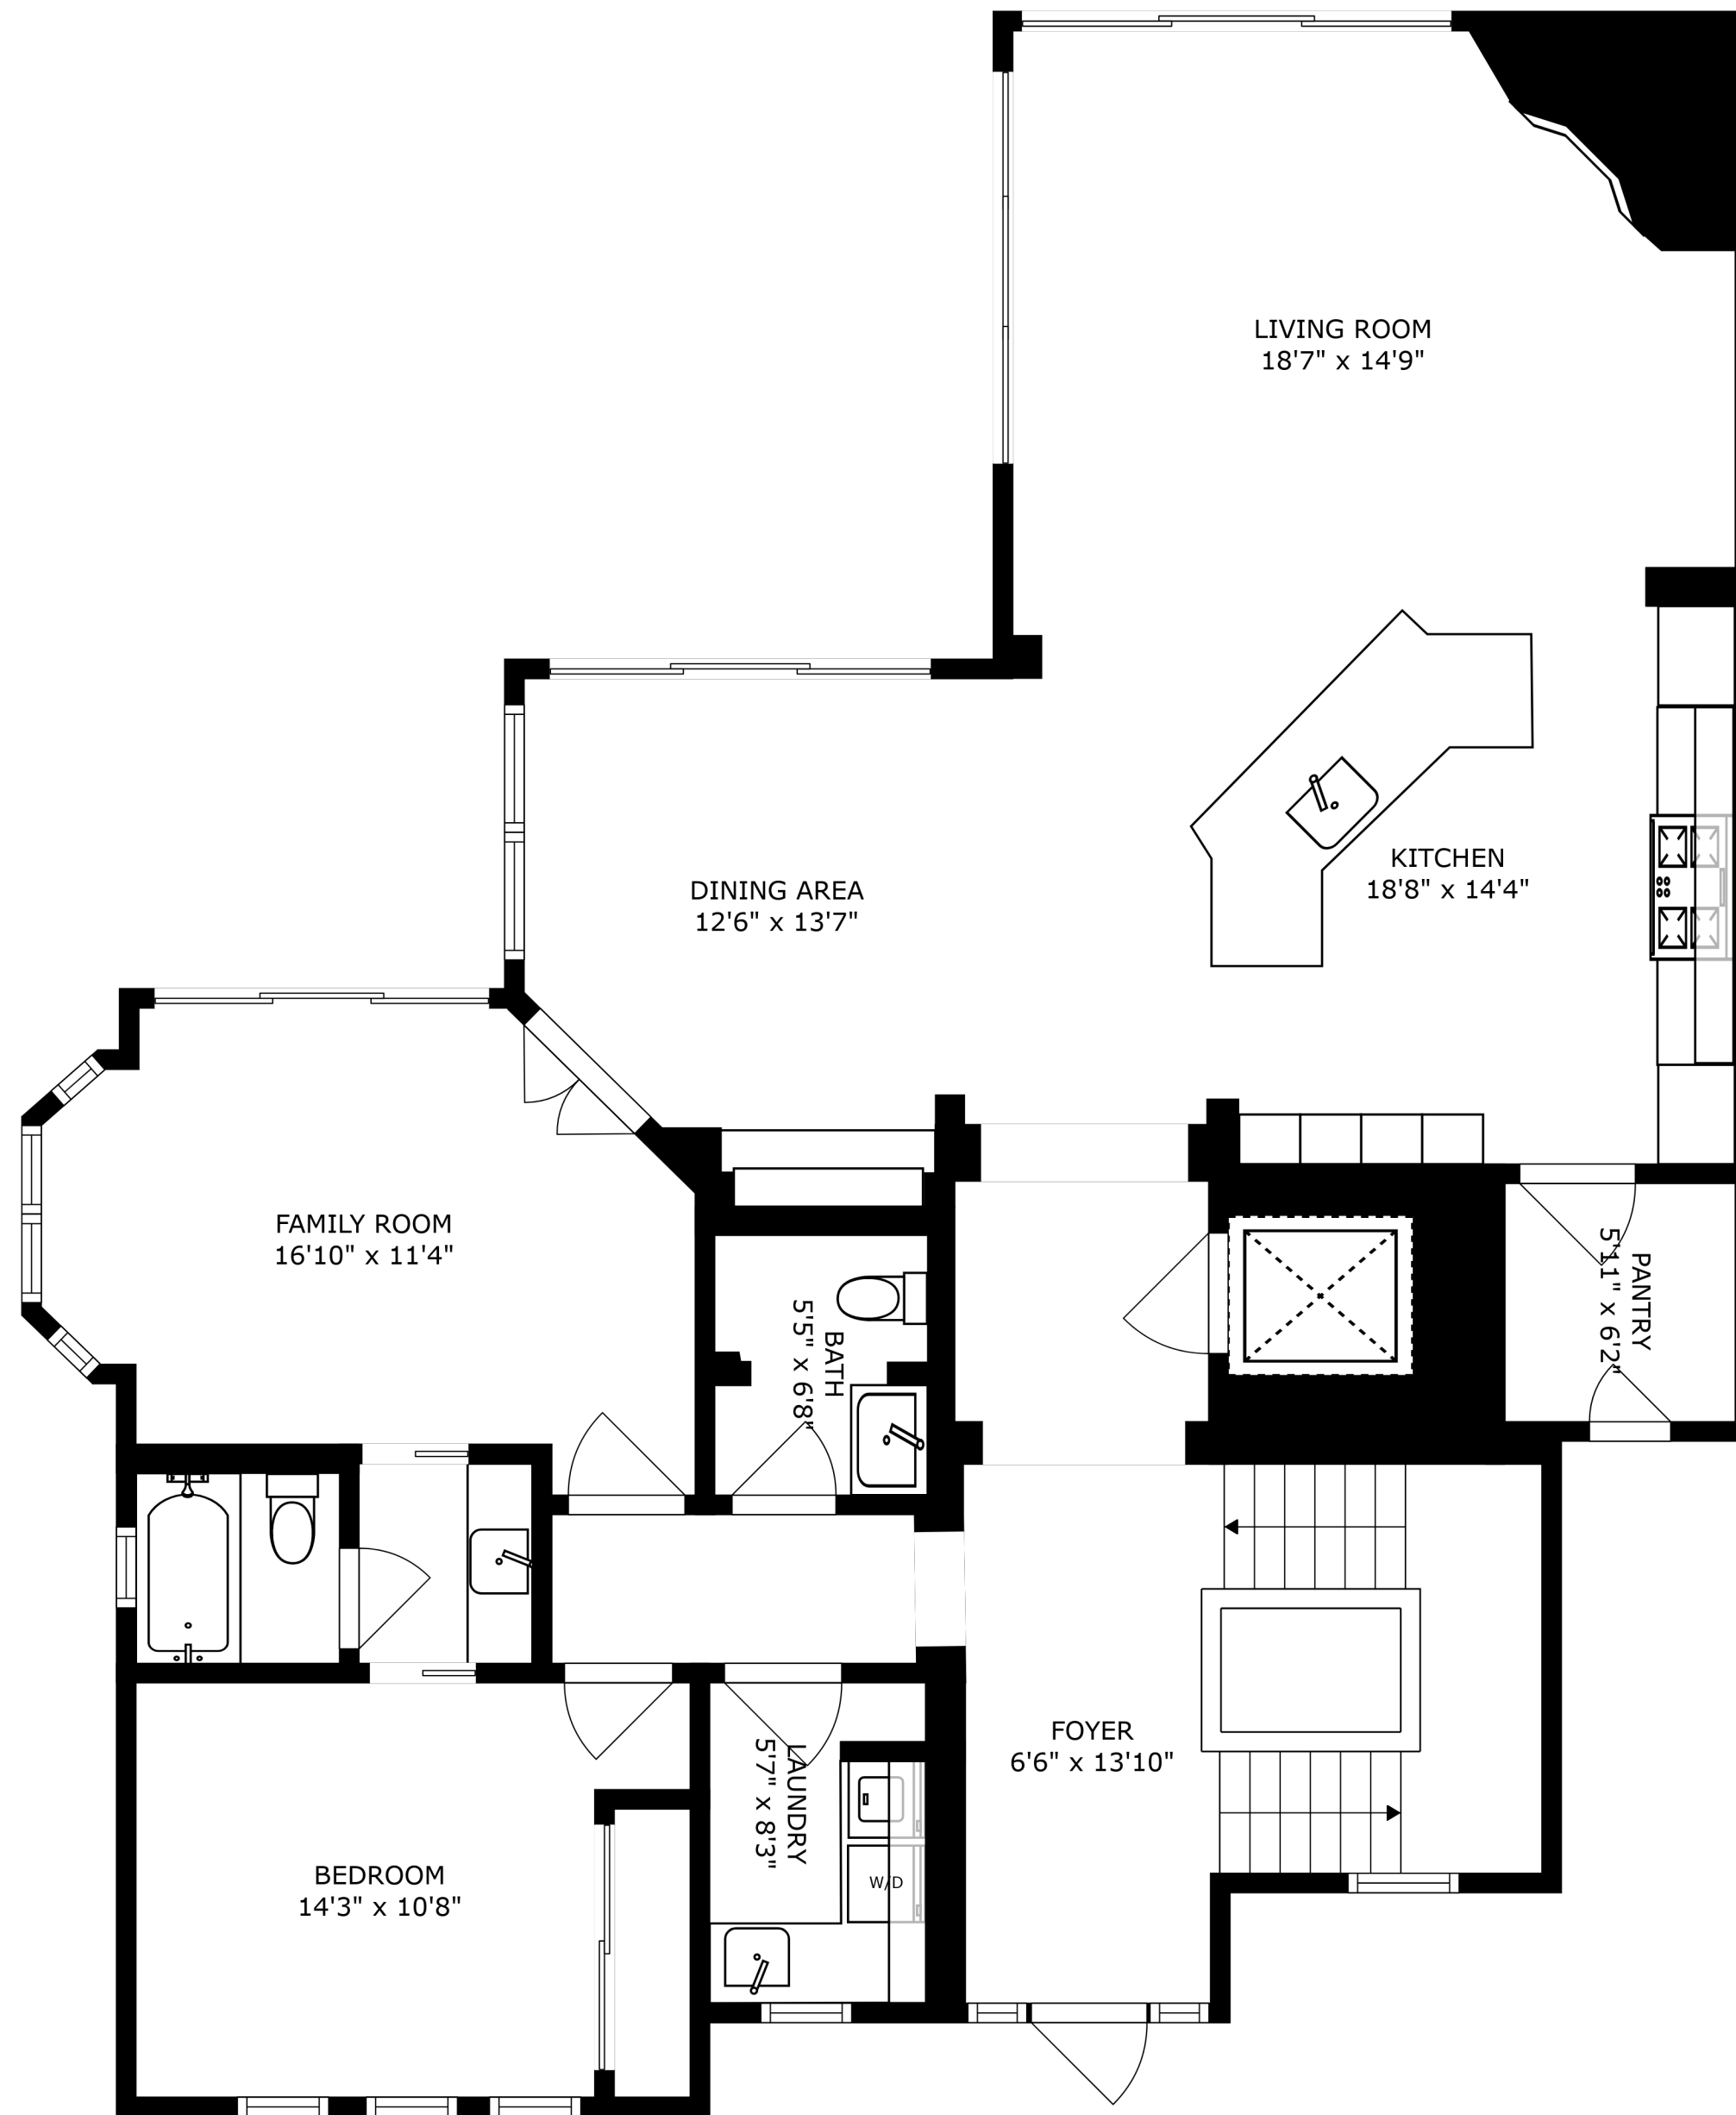 LIVING ROOM
18'7" x 14'9"
KITCHEN
18'8" x 14'4"
DINING AREA
12'6" x 13'7"
FAMILY ROOM
16'10" x 11'4"
PANTRY
5'11" x 6'2"
BATH
5'5" x 6'8"
FOYER
6'6" x 13'10"
LAUNDRY
5'7" x 8'3"
W/D
BEDROOM
14'3" x 10'8"